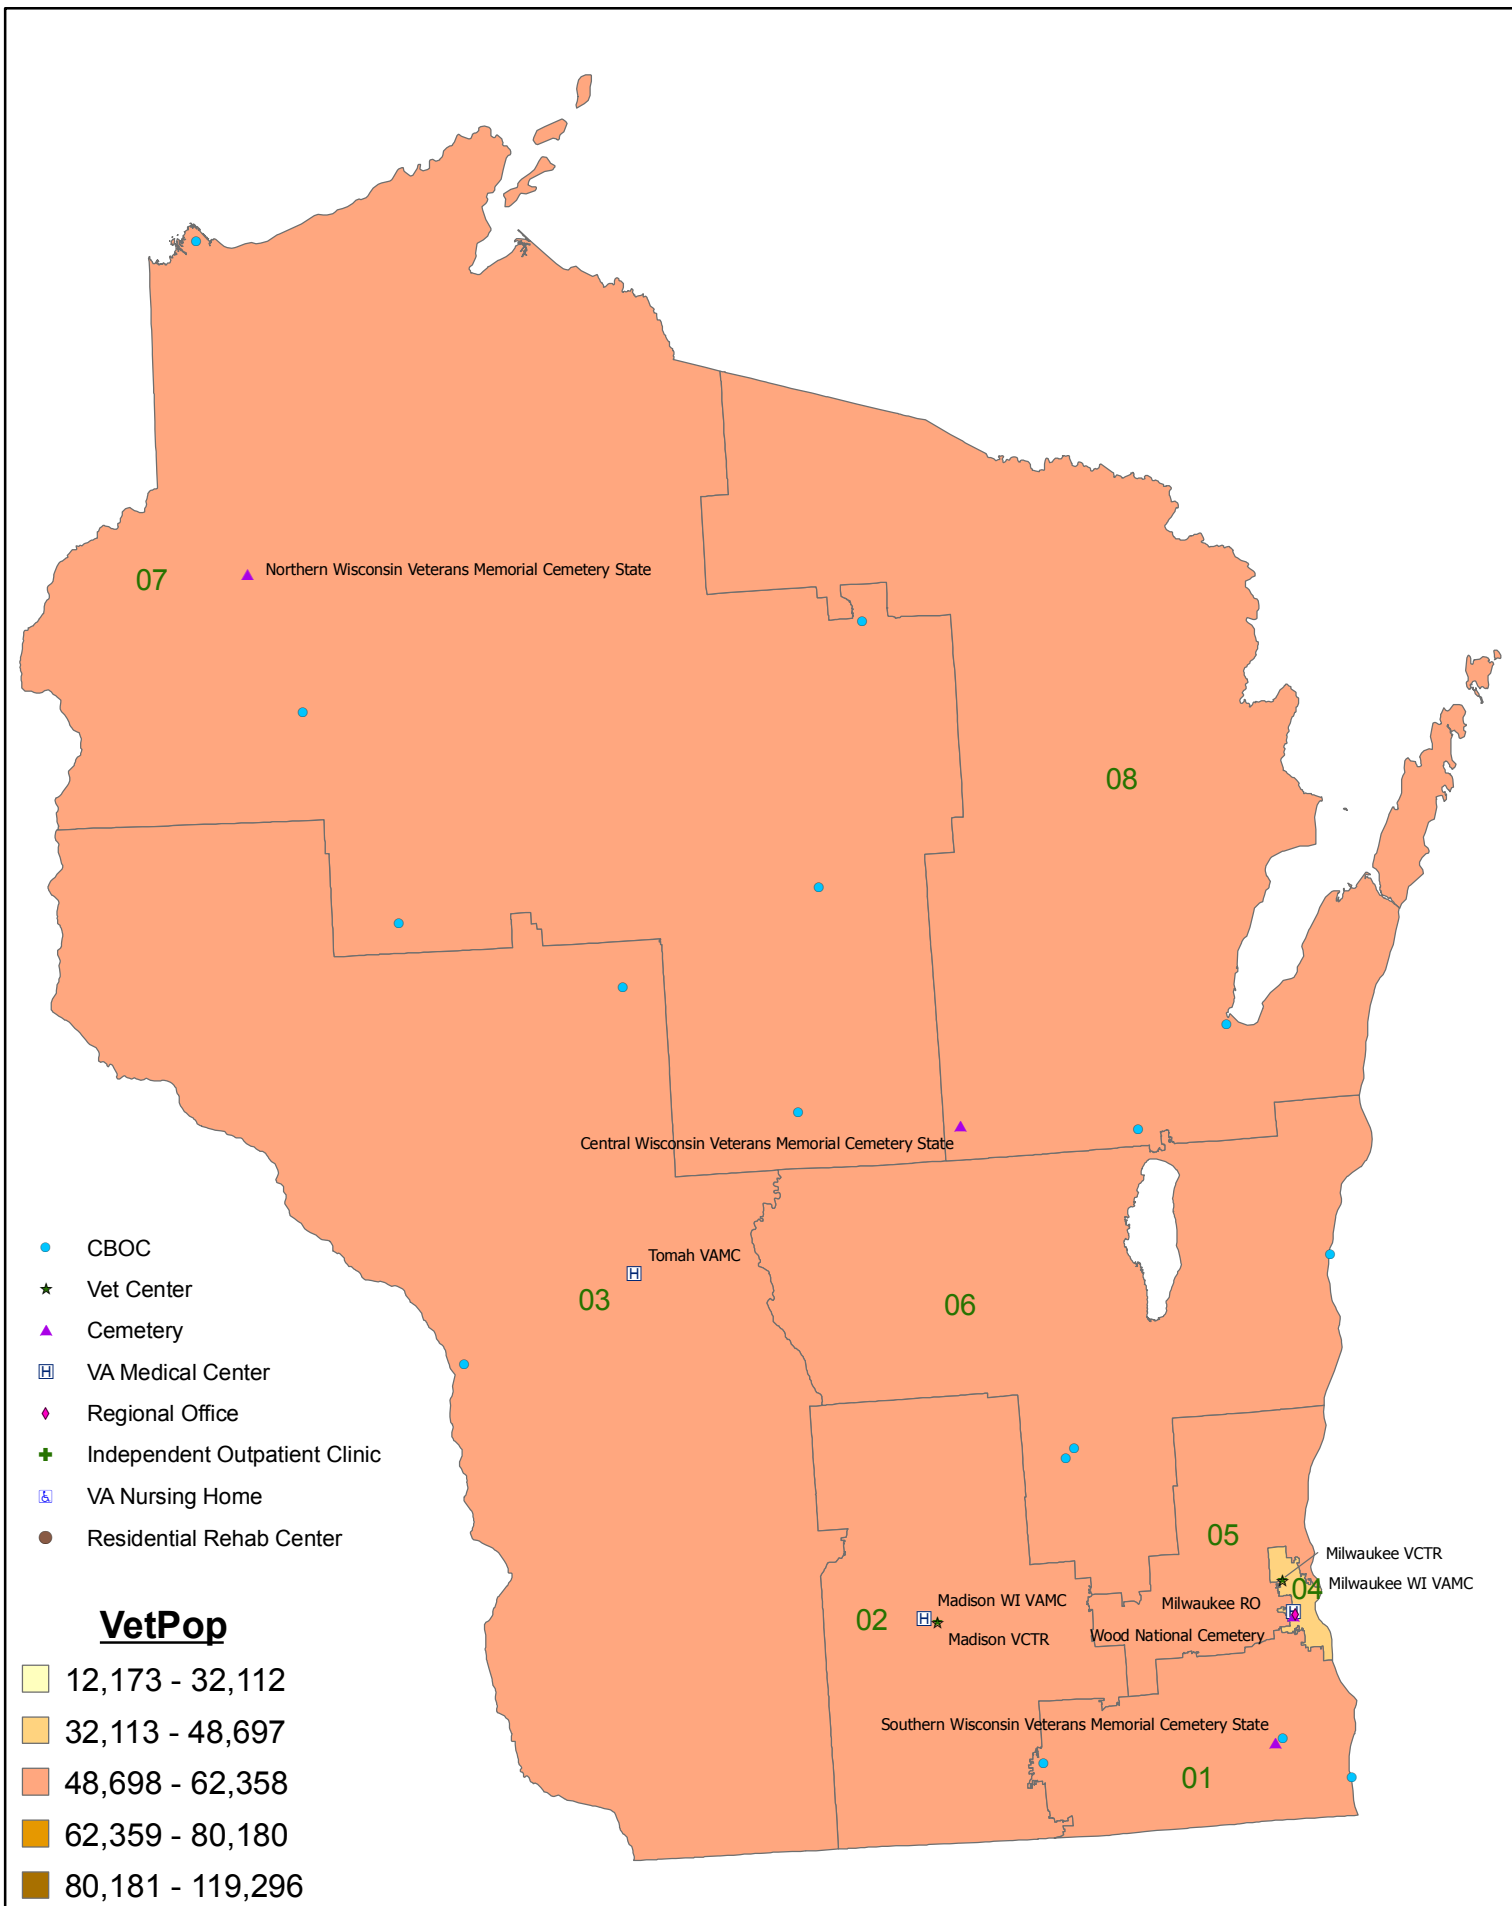 07
Northern Wisconsin Veterans Memorial Cemetery State
08
Central Wisconsin Veterans Memorial Cemetery State
Tomah VAMC
03
06
05
Milwaukee VCTR
04
Milwaukee WI VAMC
Milwaukee RO
Wood National Cemetery
Madison WI VAMC
02
Madison VCTR
Southern Wisconsin Veterans Memorial Cemetery State
01
CBOC
Vet Center
Cemetery
H VA Medical Center
Regional Office
Independent Outpatient Clinic
VA Nursing Home
Residential Rehab Center
VetPop
12,173 - 32,112
32,113 - 48,697
48,698 - 62,358
62,359 - 80,180
80,181 - 119,296